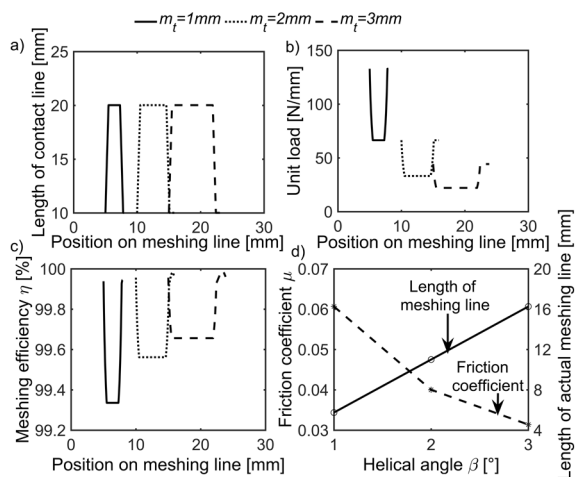 m_t=1mm m_t=2mm m_t=3mm
a)
Length of contact line [mm]
25
20
15
10
0 10 20 30
Position on meshing line [mm]
b)
Unit load [N/mm]
150
100
50
0
0 10 20 30
Position on meshing line [mm]
c)
Meshing efficiency η [%]
100
99.8
99.6
99.4
99.2
0 10 20 30
Position on meshing line [mm]
d)
Friction coefficient μ
0.07
0.06
0.05
0.04
0.03
Length of
meshing line
Friction
coefficient
20
16
12
8
4
Length of actual meshing line [mm]
1 2 3
Helical angle β [°]